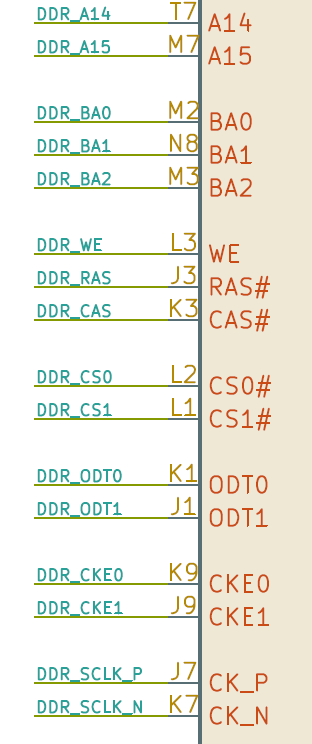 DDR_A14 T7 A14
DDR_A15 M7 A15
DDR_BA0 M2 BA0
DDR_BA1 N8 BA1
DDR_BA2 M3 BA2
DDR_WE L3 WE
DDR_RAS J3 RAS#
DDR_CAS K3 CAS#
DDR_CS0 L2 CS0#
DDR_CS1 L1 CS1#
DDR_ODT0 K1 ODT0
DDR_ODT1 J1 ODT1
DDR_CKE0 K9 CKE0
DDR_CKE1 J9 CKE1
DDR_SCLK_P J7 CK_P
DDR_SCLK_N K7 CK_N